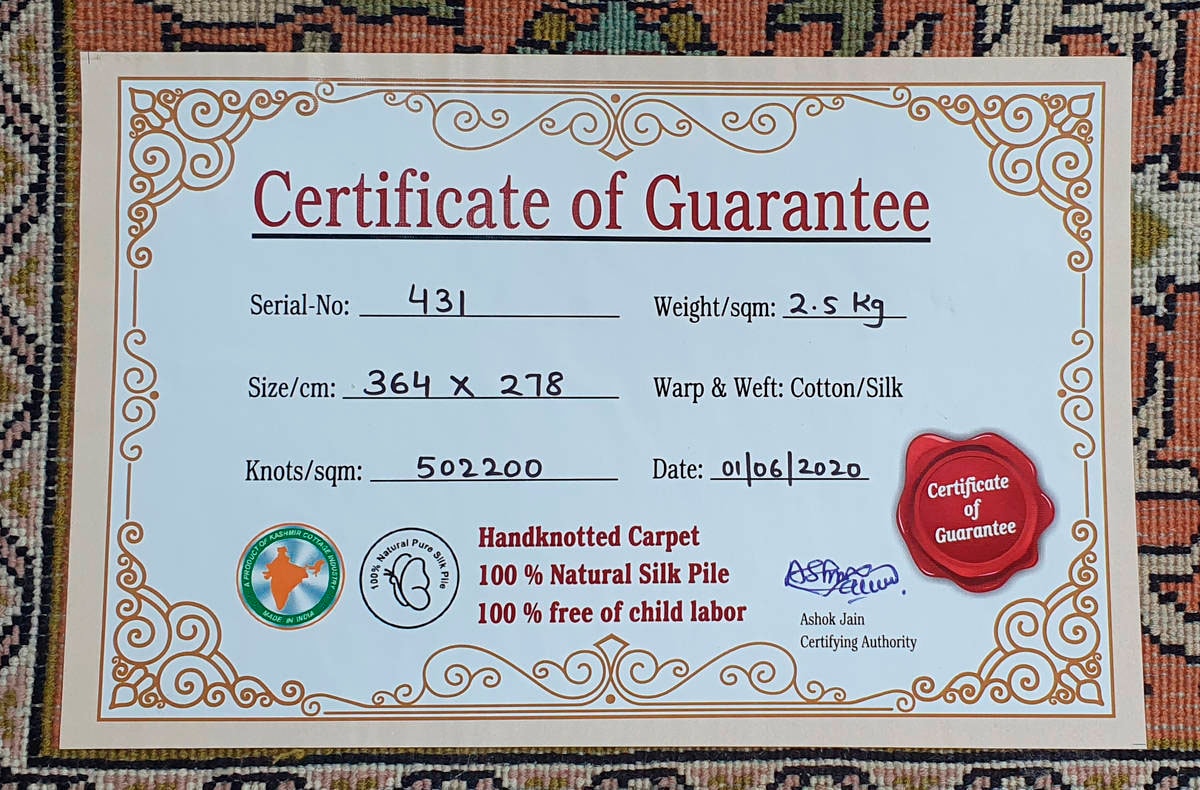 Certificate of Guarantee
Serial-No: 431
Weight/sqm: 2.5 Kg
Size/cm: 364 x 278
Warp & Weft: Cotton/Silk
Knots/sqm: 502200
Date: 01/06/2020
Certificate
of
Guarantee
A PRODUCT OF KASHMIR COTTAGE INDUSTRY
MADE IN INDIA
100% Natural Pure Silk Pile
Handknotted Carpet
100 % Natural Silk Pile
100 % free of child labor
Ashok Jain
Certifying Authority